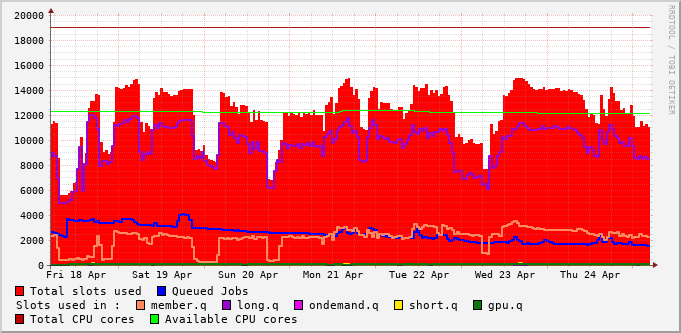 RRDTOOL / TOBI OETIKER
20000
18000
16000
14000
12000
10000
8000
6000
4000
2000
0
Fri 18 Apr Sat 19 Apr Sun 20 Apr Mon 21 Apr Tue 22 Apr Wed 23 Apr Thu 24 Apr
Total slots used Queued Jobs
Slots used in : member.q long.q ondemand.q short.q gpu.q
Total CPU cores Available CPU cores